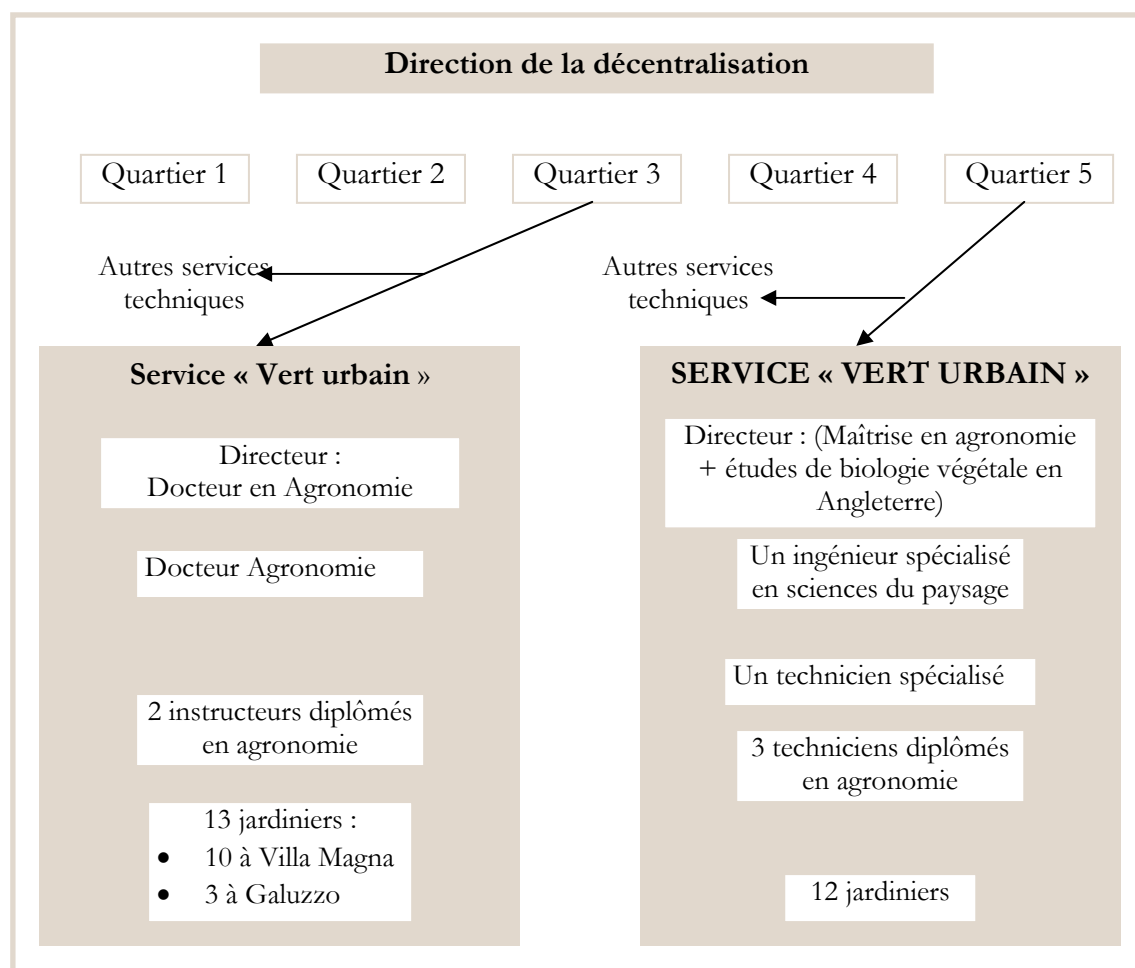 Direction de la décentralisation
Quartier 1
Quartier 2
Quartier 3
Quartier 4
Quartier 5
Autres services
techniques
Autres services
techniques
Service « Vert urbain »
Directeur :
Docteur en Agronomie
Docteur Agronomie
2 instructeurs diplômés
en agronomie
13 jardiniers :
• 10 à Villa Magna
• 3 à Galuzzo
SERVICE « VERT URBAIN »
Directeur : (Maîtrise en agronomie
+ études de biologie végétale en
Angleterre)
Un ingénieur spécialisé
en sciences du paysage
Un technicien spécialisé
3 techniciens diplômés
en agronomie
12 jardiniers